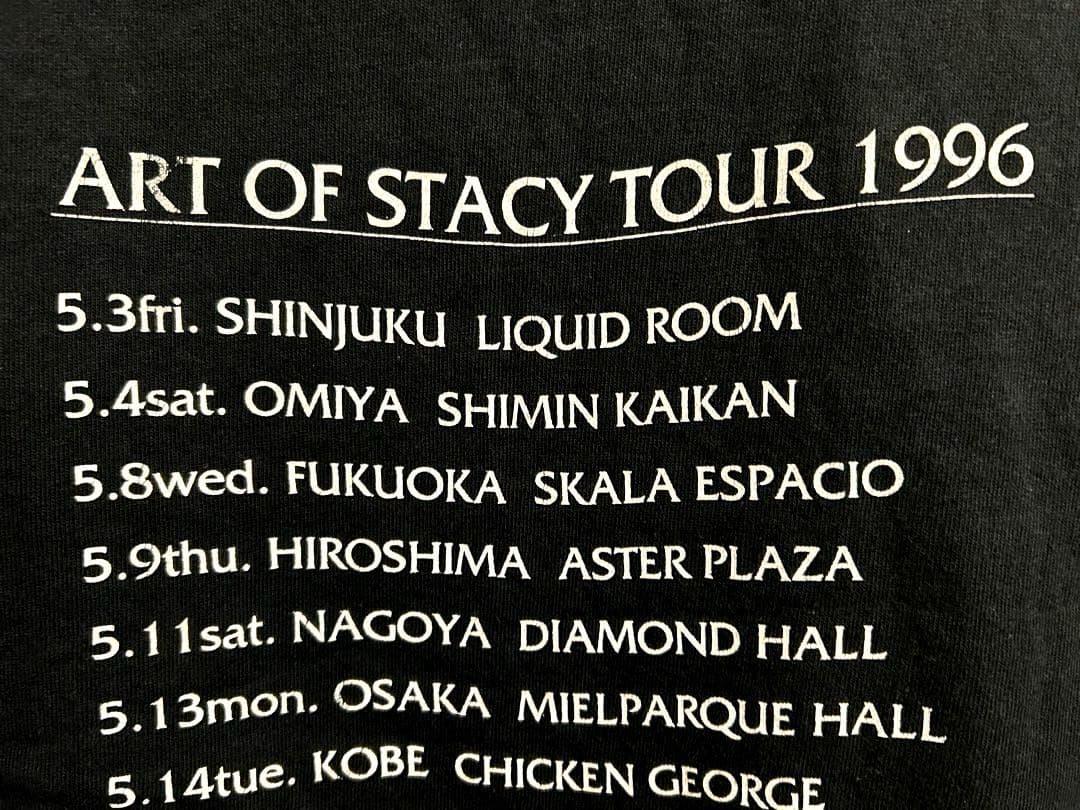 ART OF STACY TOUR 1996
5.3fri. SHINJUKU LIQUID ROOM
5.4sat. OMIYA SHIMIN KAIKAN
5.8wed. FUKUOKA SKALA ESPACIO
5.9thu. HIROSHIMA ASTER PLAZA
5.11sat. NAGOYA DIAMOND HALL
5.13mon. OSAKA MIELPARQUE HALL
5.14tue. KOBE CHICKEN GEORGE